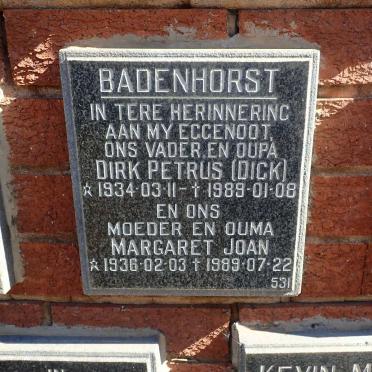 BADENHORST
IN TERE HERINNERING
AAN MY EGGENOOT,
ONS VADER EN OUPA
DIRK PETRUS (DICK)
☆ 1934·03·11 - † 1989·01·08
EN ONS
MOEDER EN OUMA
MARGARET JOAN
☆ 1936·02·03 † 1989·07·22
531
IN
KEVIN M